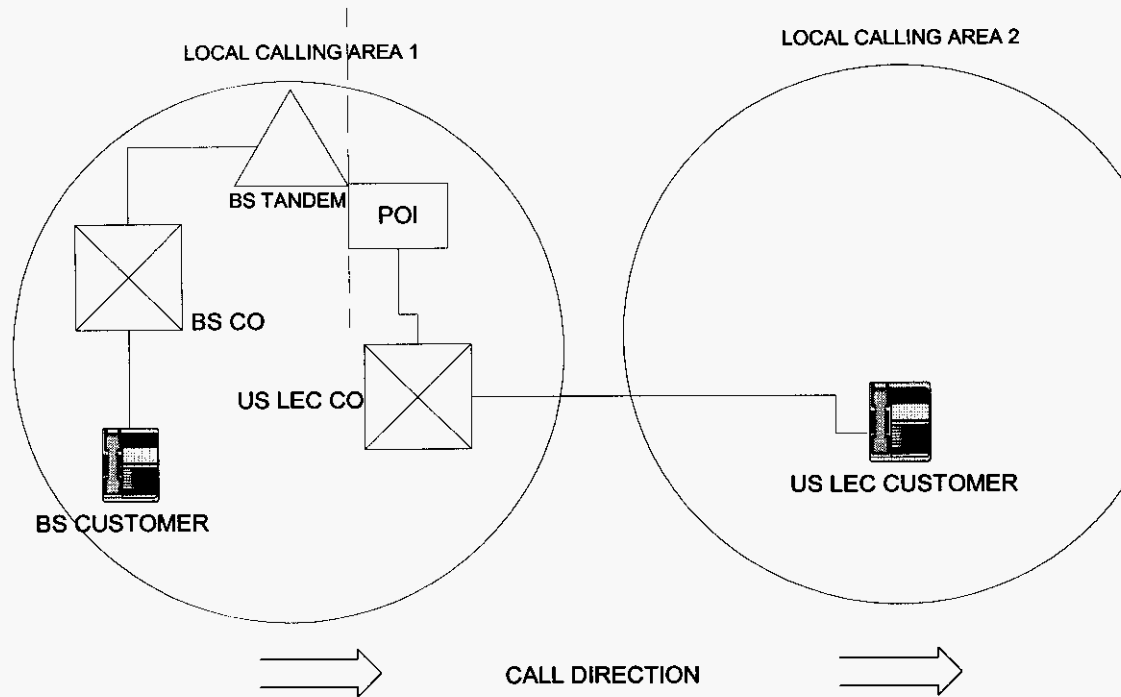 LOCAL CALLING AREA 1
LOCAL CALLING AREA 2
BS TANDEM
POI
BS CO
US LEC CO
BS CUSTOMER
US LEC CUSTOMER
CALL DIRECTION